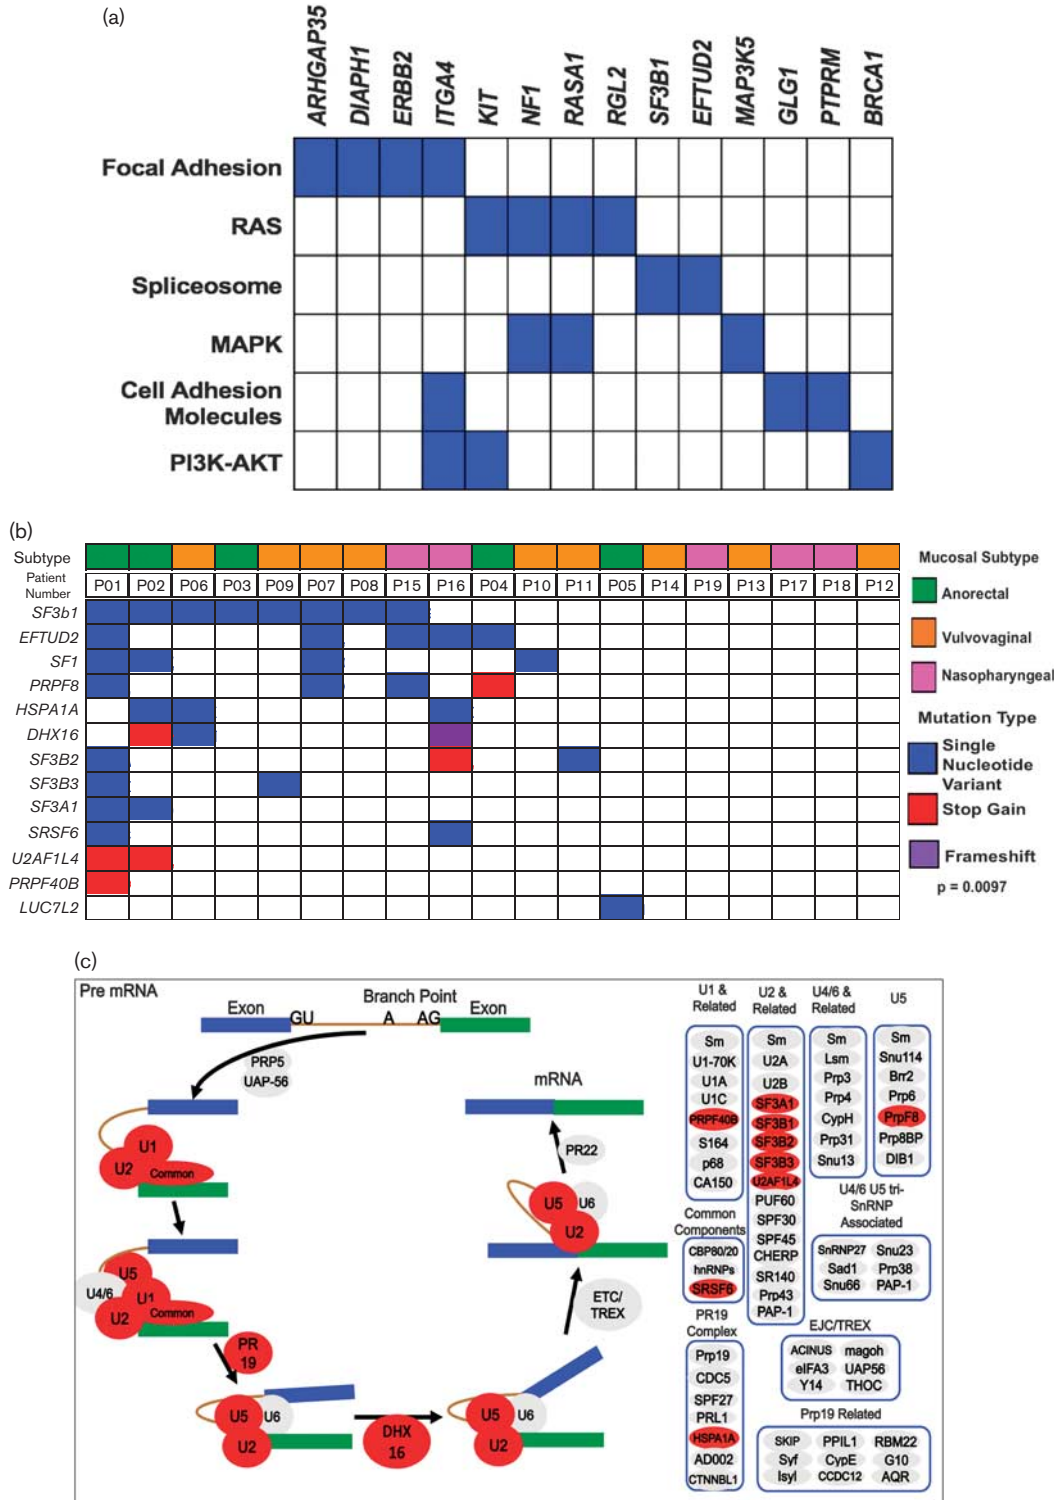 (a)
ARHGAP35
DIAPH1
ERBB2
ITGA4
KIT
NF1
RASA1
RGL2
SF3B1
EFTUD2
MAP3K5
GLG1
PTPRM
BRCA1
Focal Adhesion
RAS
Spliceosome
MAPK
Cell Adhesion
Molecules
PI3K-AKT
(b)
Subtype
Patient
Number
P01 P02 P06 P03 P09 P07 P08 P15 P16 P04 P10 P11 P05 P14 P19 P13 P17 P18 P12
SF3b1
EFTUD2
SF1
PRPF8
HSPA1A
DHX16
SF3B2
SF3B3
SF3A1
SRSF6
U2AF1L4
PRPF40B
LUC7L2
Mucosal Subtype
Anorectal
Vulvovaginal
Nasopharyngeal
Mutation Type
Single
Nucleotide
Variant
Stop Gain
Frameshift
p = 0.0097
(c)
Pre mRNA
Exon
GU
Branch Point
A
AG
Exon
PRP5
UAP-56
U1
U2
Common
U5
U4/6
U1
U2
Common
PR
19
U5
U6
U2
DHX
16
U5
U6
U2
ETC/
TREX
U5
U6
U2
PR22
mRNA
U1 &
Related
Sm
U1-70K
U1A
U1C
PRPF40B
S164
p68
CA150
U2 &
Related
Sm
U2A
U2B
SF3A1
SF3B1
SF3B2
SF3B3
U2AF1L4
PUF60
SPF30
SPF45
CHERP
SR140
Prp43
PAP-1
U4/6 &
Related
Sm
Lsm
Prp3
Prp4
CypH
Prp31
Snu13
U5
Sm
Snu114
Brr2
Prp6
PrpF8
Prp8BP
DIB1
Common
Components
CBP80/20
hnRNPs
SRSF6
U4/6 U5 tri-
SnRNP
Associated
SnRNP27 Snu23
Sad1 Prp38
Snu66 PAP-1
PR19
Complex
Prp19
CDC5
SPF27
PRL1
HSPA1A
AD002
CTNNBL1
EJC/TREX
ACINUS magoh
eIFA3 UAP56
Y14 THOC
Prp19 Related
SKIP PPIL1 RBM22
Syf CypE G10
Isyl CCDC12 AQR